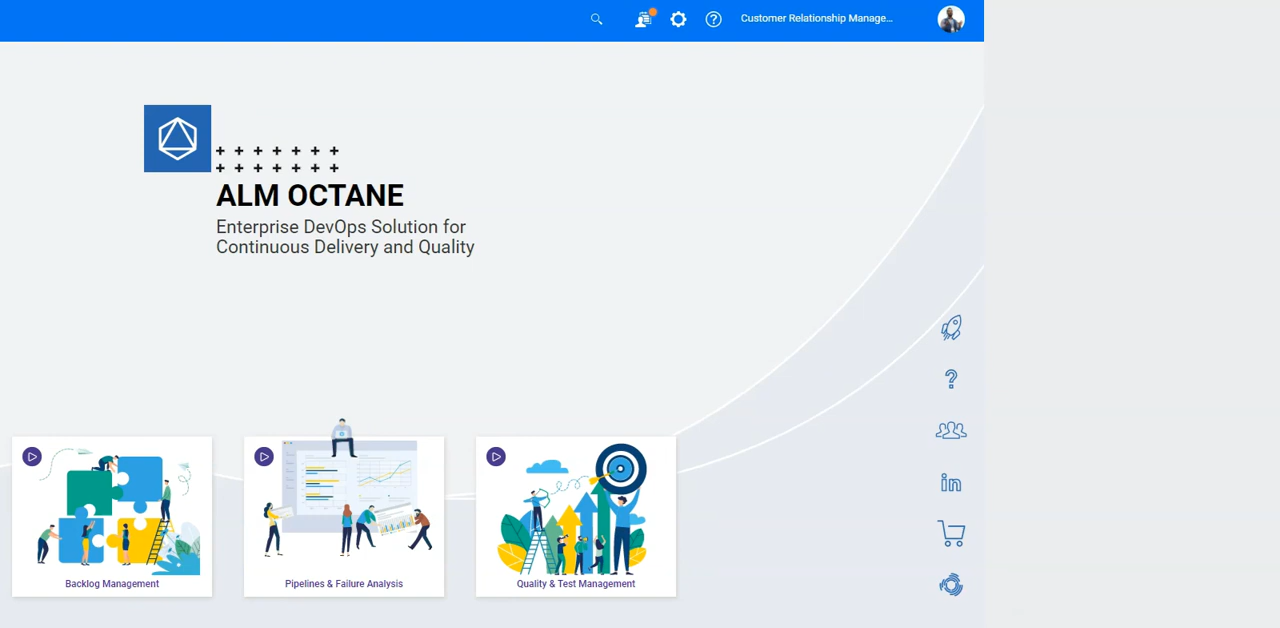 Customer Relationship Manage...
ALM OCTANE
Enterprise DevOps Solution for
Continuous Delivery and Quality
Backlog Management
Pipelines & Failure Analysis
Quality & Test Management